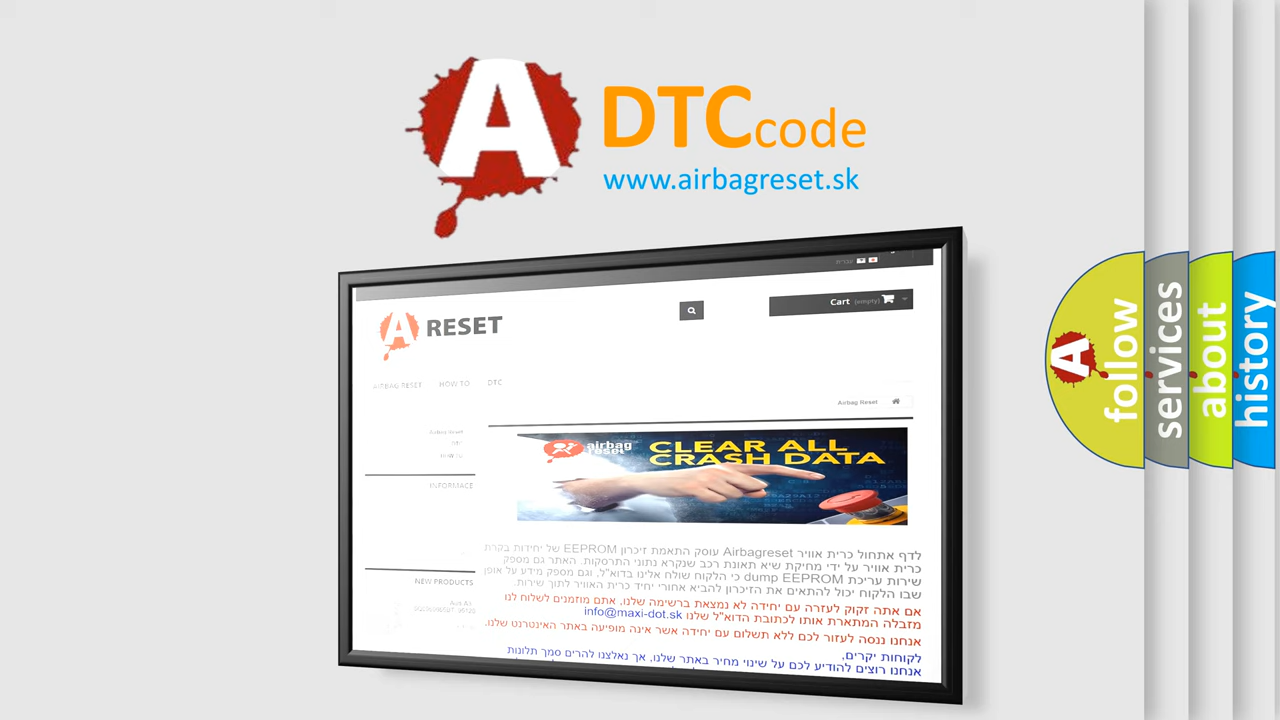 A
DTC code
www.airbagreset.sk
עברית
Cart (empty)
A RESET
AIRBAG RESET HOW TO DTC
Airbag Reset
Airbag Reset
HOW TO
INFORMACE
NEW PRODUCTS
airbag
reset
CLEAR ALL
CRASH DATA
לדף אתחול כרית אוויר Airbagreset עוסק התאמת זיכרון EEPROM של יחידות בקרת
כרית אוויר על ידי מחיקת שיא תאונת רכב שנקרא נתוני התרסקות. האתר גם מספק
שירות עריכת dump EEPROM כי הלקוח שולח אלינו בדוא"ל, וגם מספק מידע על אופן
שבו הלקוח יכול להתאים את הזיכרון להביא אחורי יחיד כרית האוויר לתוך שירות.
אם אתה זקוק לעזרה עם יחידה לא נמצאת ברשימה שלנו, אתם מוזמנים לשלוח לנו
מזבלה המתארת אותו לכתובת הדוא"ל שלנו info@maxi-dot.sk
אנחנו ננסה לעזור לכם ללא תשלום עם יחידה אשר אינה מופיעה באתר האינטרנט שלנו.
לקוחות יקרים,
אנחנו רוצים להודיע לכם על שינוי מחיר באתר שלנו, אך נאלצנו להרים סמך תלונות
A
follow
services
about
history